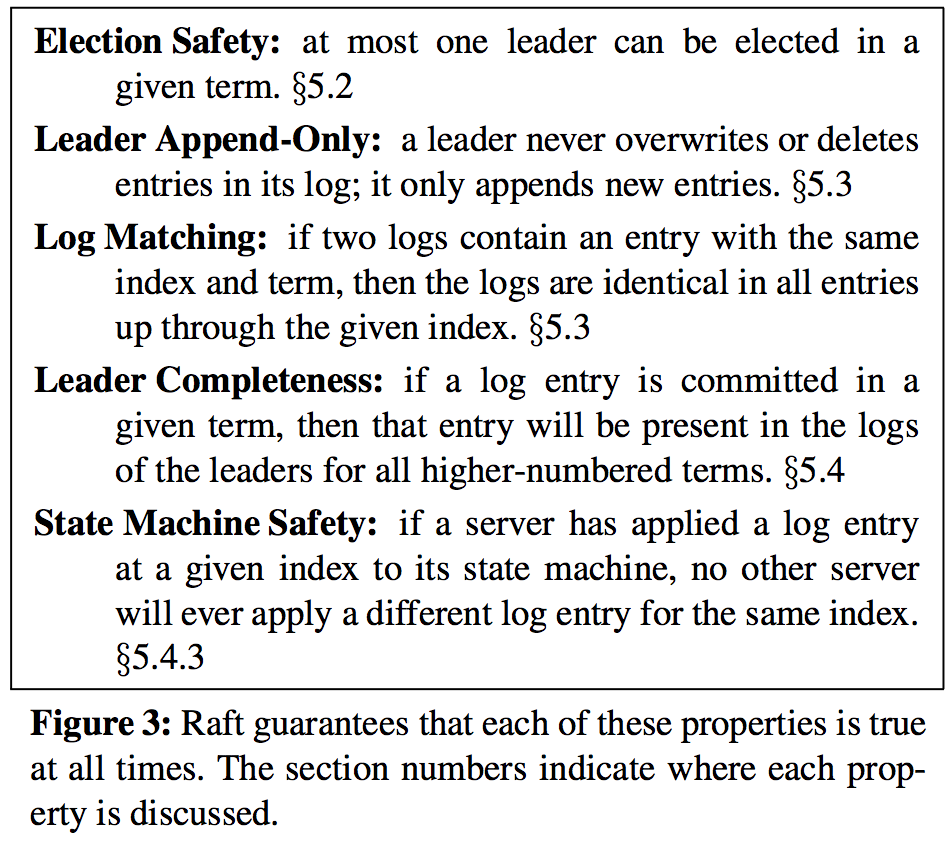 Election Safety: at most one leader can be elected in a
given term. §5.2
Leader Append-Only: a leader never overwrites or deletes
entries in its log; it only appends new entries. §5.3
Log Matching: if two logs contain an entry with the same
index and term, then the logs are identical in all entries
up through the given index. §5.3
Leader Completeness: if a log entry is committed in a
given term, then that entry will be present in the logs
of the leaders for all higher-numbered terms. §5.4
State Machine Safety: if a server has applied a log entry
at a given index to its state machine, no other server
will ever apply a different log entry for the same index.
§5.4.3
Figure 3: Raft guarantees that each of these properties is true
at all times. The section numbers indicate where each prop-
erty is discussed.